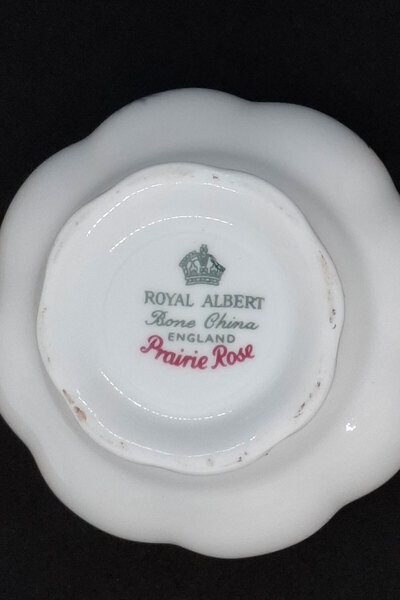 ROYAL ALBERT
Bone China
ENGLAND
Prairie Rose